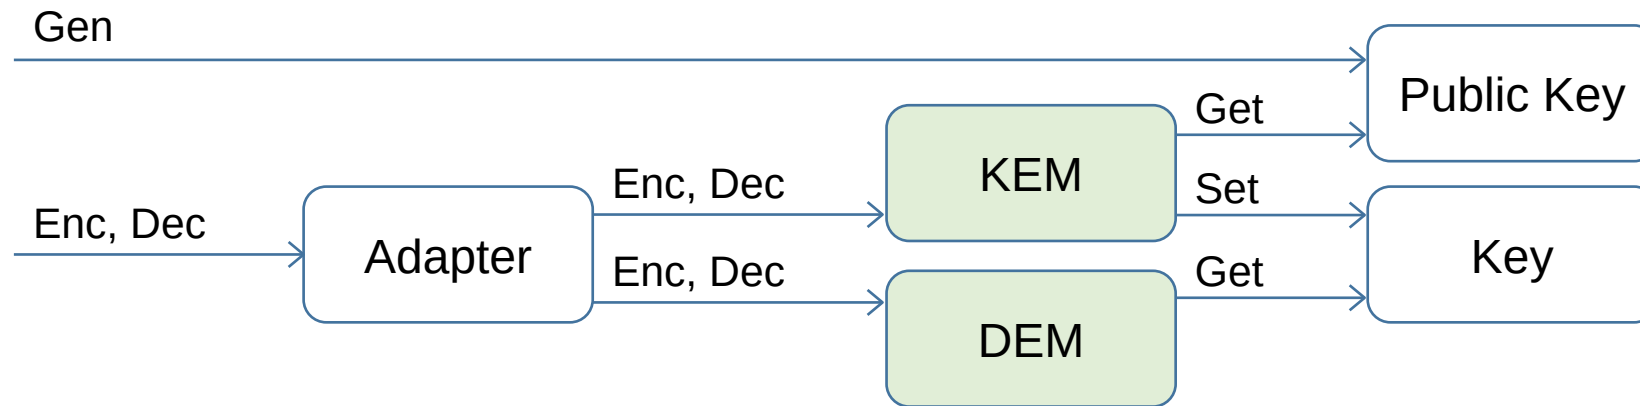 Gen
Public Key
Get
KEM
Enc, Dec
Set
Enc, Dec
Adapter
Key
Enc, Dec
Get
DEM